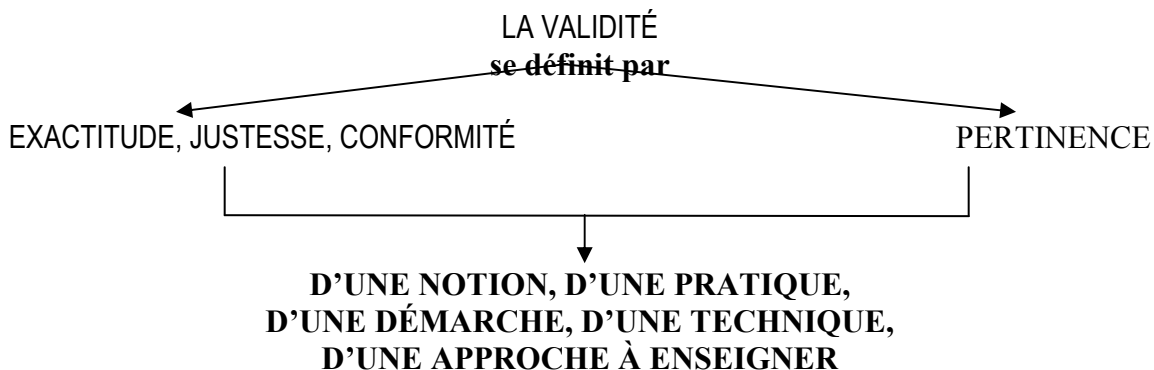 LA VALIDITÉ
se définit par
EXACTITUDE, JUSTESSE, CONFORMITÉ
PERTINENCE
D’UNE NOTION, D’UNE PRATIQUE,
D’UNE DÉMARCHE, D’UNE TECHNIQUE,
D’UNE APPROCHE À ENSEIGNER